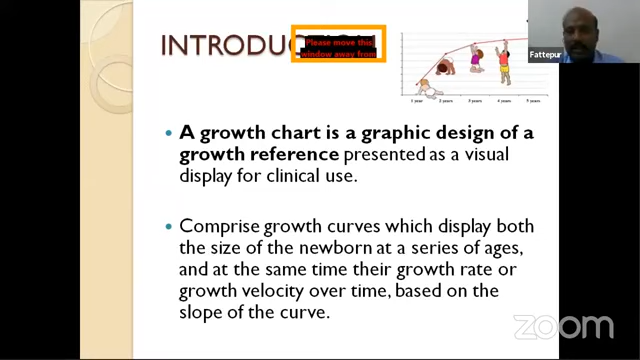 INTRODUC
Please move this
window away from
1 year 2 years 3 years 4 years 5 years
Fattepur
• A growth chart is a graphic design of a
growth reference presented as a visual
display for clinical use.
• Comprise growth curves which display both
the size of the newborn at a series of ages,
and at the same time their growth rate or
growth velocity over time, based on the
slope of the curve.
zoom